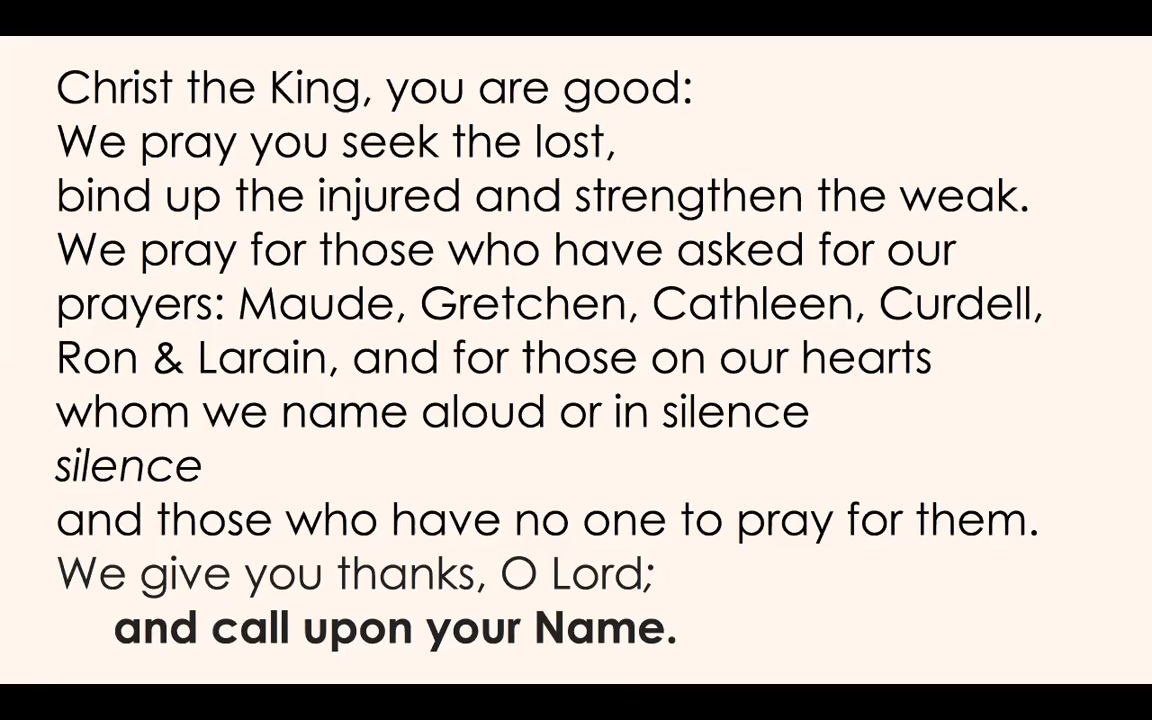 Christ the King, you are good:
We pray you seek the lost,
bind up the injured and strengthen the weak.
We pray for those who have asked for our
prayers: Maude, Gretchen, Cathleen, Curdell,
Ron & Larain, and for those on our hearts
whom we name aloud or in silence
silence
and those who have no one to pray for them.
We give you thanks, O Lord;
and call upon your Name.